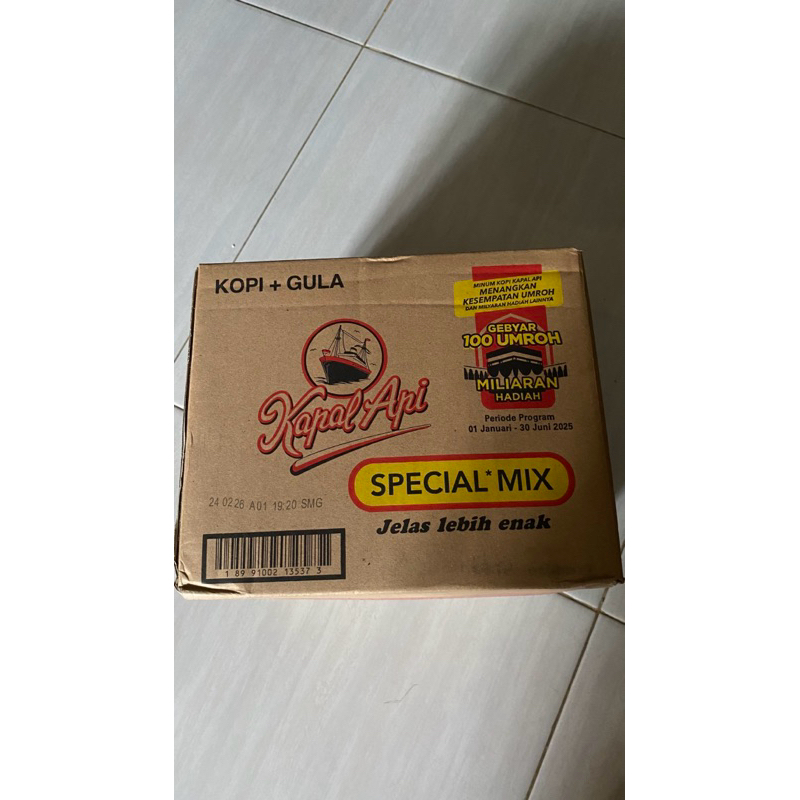 KOPI + GULA
MINUM KOPI KAPAL API
MENANGKAN
KESEMPATAN UMROH
DAN MILYARAN HADIAH LAINNYA
GEBYAR
100 UMROH
MILIARAN
HADIAH
Periode Program
01 Januari - 30 Juni 2025
Kapal Api
SPECIAL* MIX
Jelas lebih enak
24 02 26 A01 19:20 SMG
1 89 91002 13537 3